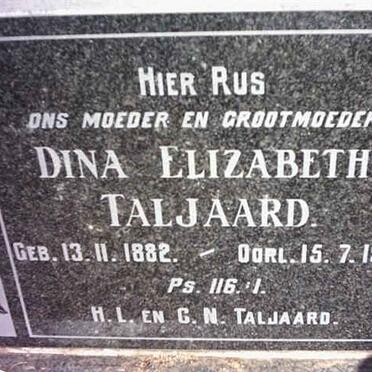 HIER RUS
ONS MOEDER EN GROOTMOEDER
DINA ELIZABETH
TALJAARD.
GEB. 13.11.1882. - OORL. 15.7.1
PS. 116:1.
H.L. EN C.N. TALJAARD.